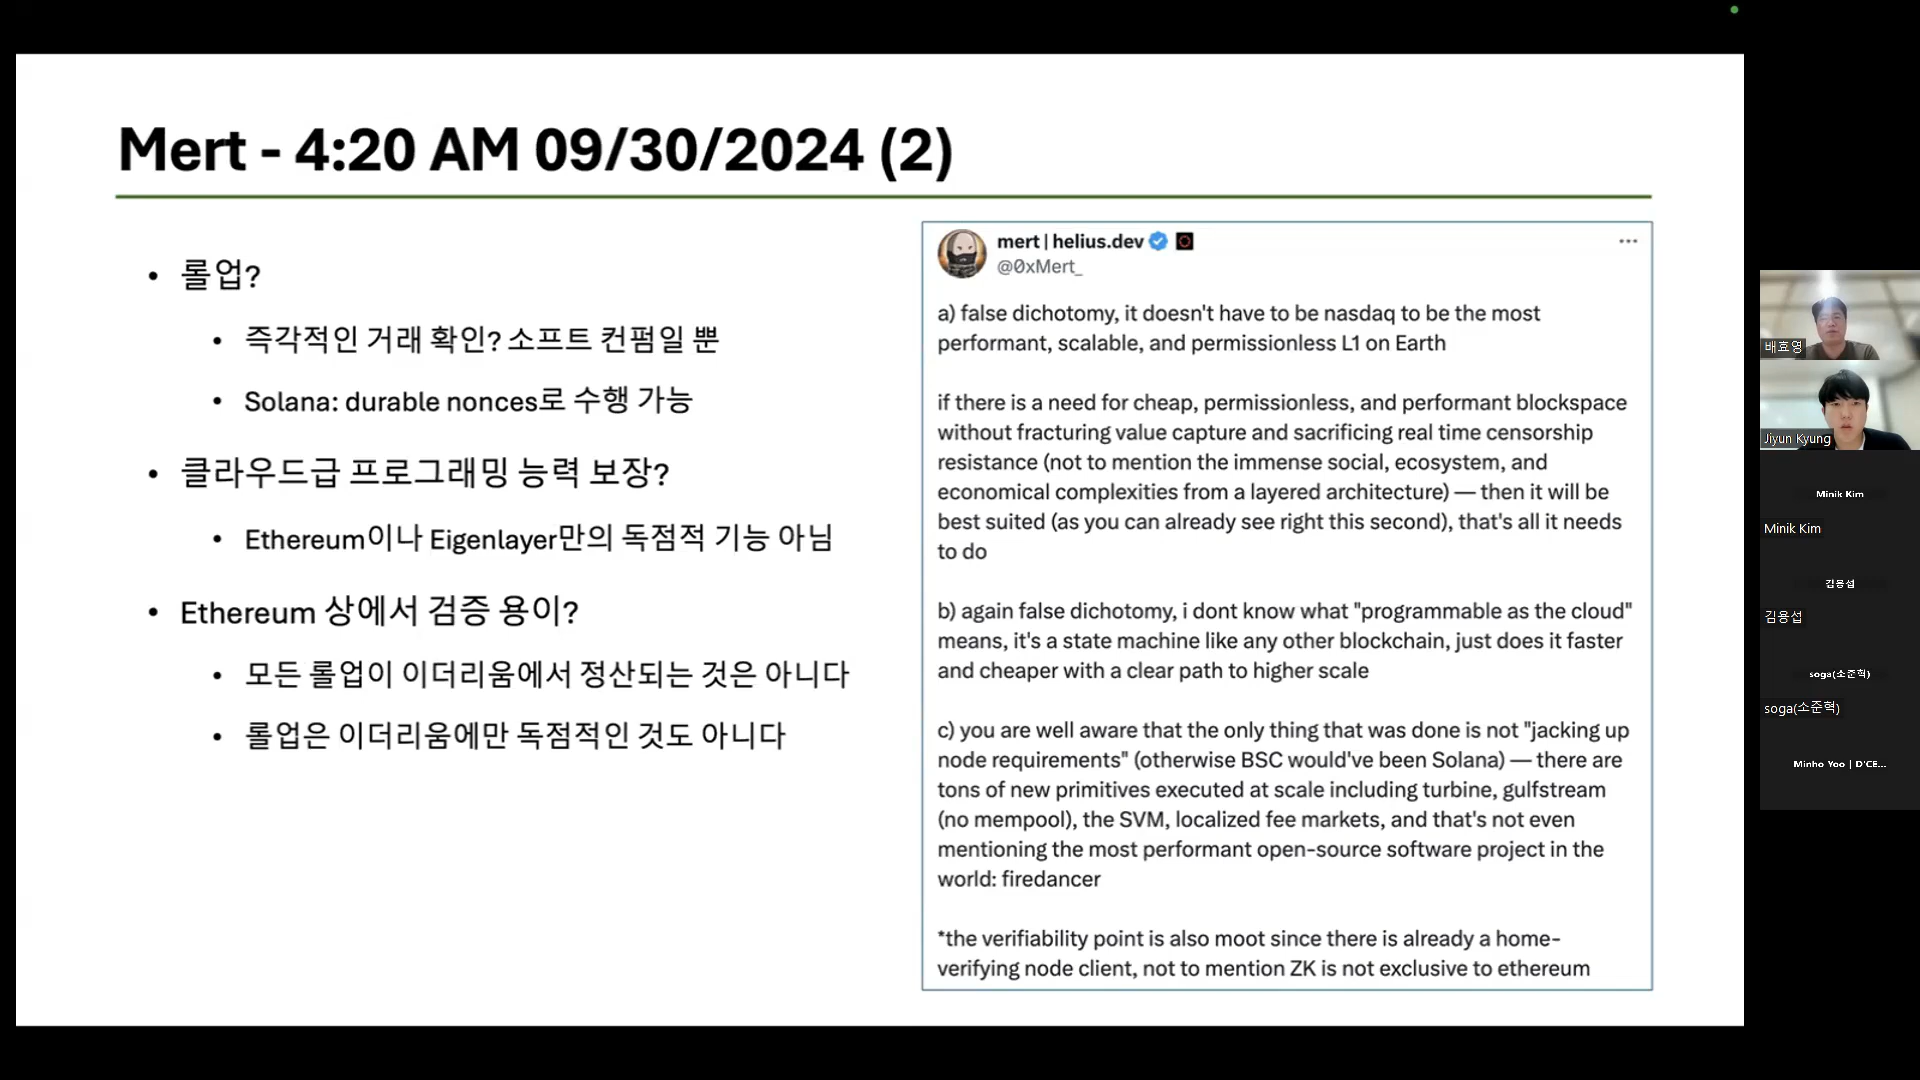 Mert - 4:20 AM 09/30/2024 (2)
• 롤업?
• 즉각적인 거래 확인? 소프트 컨펌일 뿐
• Solana: durable nonces로 수행 가능
• 클라우드급 프로그래밍 능력 보장?
• Ethereum이나 Eigenlayer만의 독점적 기능 아님
• Ethereum 상에서 검증 용이?
• 모든 롤업이 이더리움에서 정산되는 것은 아니다
• 롤업은 이더리움에만 독점적인 것도 아니다
mert | helius.dev
@0xMert_
a) false dichotomy, it doesn't have to be nasdaq to be the most
performant, scalable, and permissionless L1 on Earth
if there is a need for cheap, permissionless, and performant blockspace
without fracturing value capture and sacrificing real time censorship
resistance (not to mention the immense social, ecosystem, and
economical complexities from a layered architecture) — then it will be
best suited (as you can already see right this second), that's all it needs
to do
b) again false dichotomy, i dont know what "programmable as the cloud"
means, it's a state machine like any other blockchain, just does it faster
and cheaper with a clear path to higher scale
c) you are well aware that the only thing that was done is not "jacking up
node requirements" (otherwise BSC would've been Solana) — there are
tons of new primitives executed at scale including turbine, gulfstream
(no mempool), the SVM, localized fee markets, and that's not even
mentioning the most performant open-source software project in the
world: firedancer
*the verifiability point is also moot since there is already a home-
verifying node client, not to mention ZK is not exclusive to ethereum
배효영
Jiyun Kyung
Minik Kim
Minik Kim
김용섭
김용섭
soga(소준혁)
soga(소준혁)
Minho Yoo | D'CE...